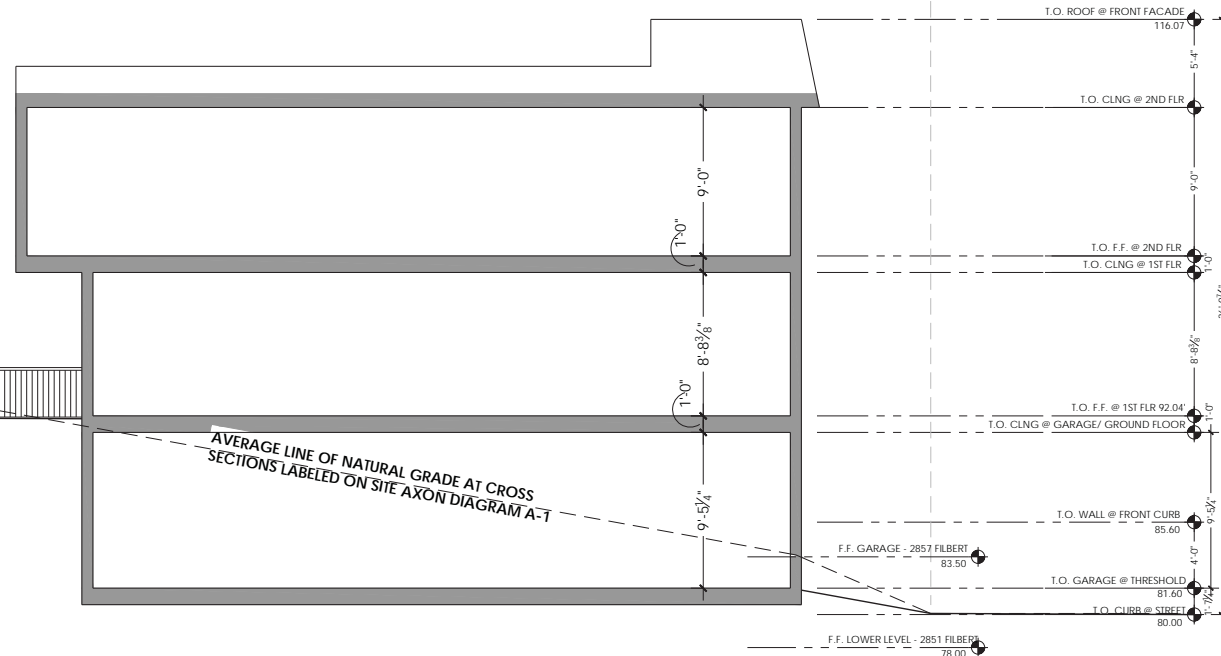 T.O. ROOF @ FRONT FACADE
116.07
5'-4"
T.O. CLNG @ 2ND FLR
9'-0"
9'-0"
1'-0"
T.O. F.F. @ 2ND FLR
T.O. CLNG @ 1ST FLR
1'-0"
8'-8⅜"
8'-8⅜"
1'-0"
T.O. F.F. @ 1ST FLR 92.04'
1'-0"
T.O. CLNG @ GARAGE/ GROUND FLOOR
AVERAGE LINE OF NATURAL GRADE AT CROSS
SECTIONS LABELED ON SITE AXON DIAGRAM A-1
9'-5¼"
9'-5¼"
T.O. WALL @ FRONT CURB
85.60
F.F. GARAGE - 2857 FILBERT
83.50
4'-0"
T.O. GARAGE @ THRESHOLD
81.60
T.O. CURB @ STREET
80.00
F.F. LOWER LEVEL - 2851 FILBERT
78.00